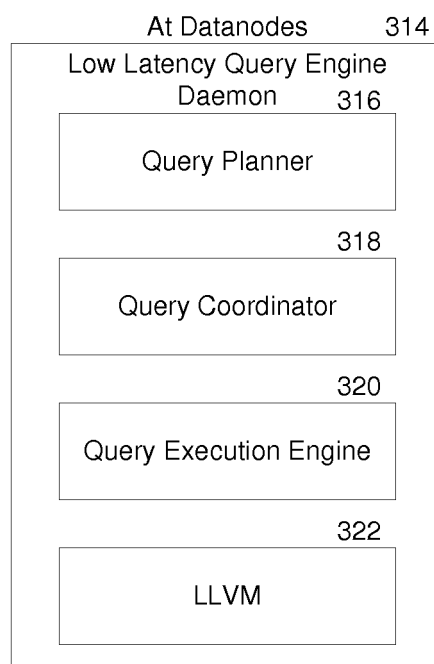 At Datanodes 314
Low Latency Query Engine
Daemon 316
Query Planner
318
Query Coordinator
320
Query Execution Engine
322
LLVM